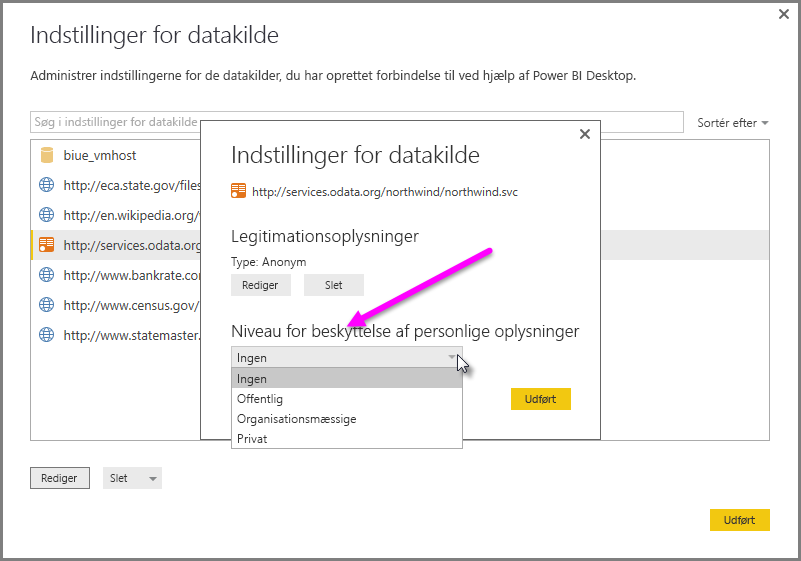 Indstillinger for datakilde
Administrer indstillingerne for de datakilder, du har oprettet forbindelse til ved hjælp af Power BI Desktop.
Søg i indstillinger for datakilde
Sortér efter
biue_vmhost
http://eca.state.gov/files
http://en.wikipedia.org/
http://services.odata.org
http://www.bankrate.co
http://www.census.gov/
http://www.statemaster.
Indstillinger for datakilde
http://services.odata.org/northwind/northwind.svc
Legitimationsoplysninger
Type: Anonym
Rediger Slet
Niveau for beskyttelse af personlige oplysninger
Ingen
Ingen
Offentlig
Organisationsmæssige
Privat
Udført
Rediger Slet
Udført